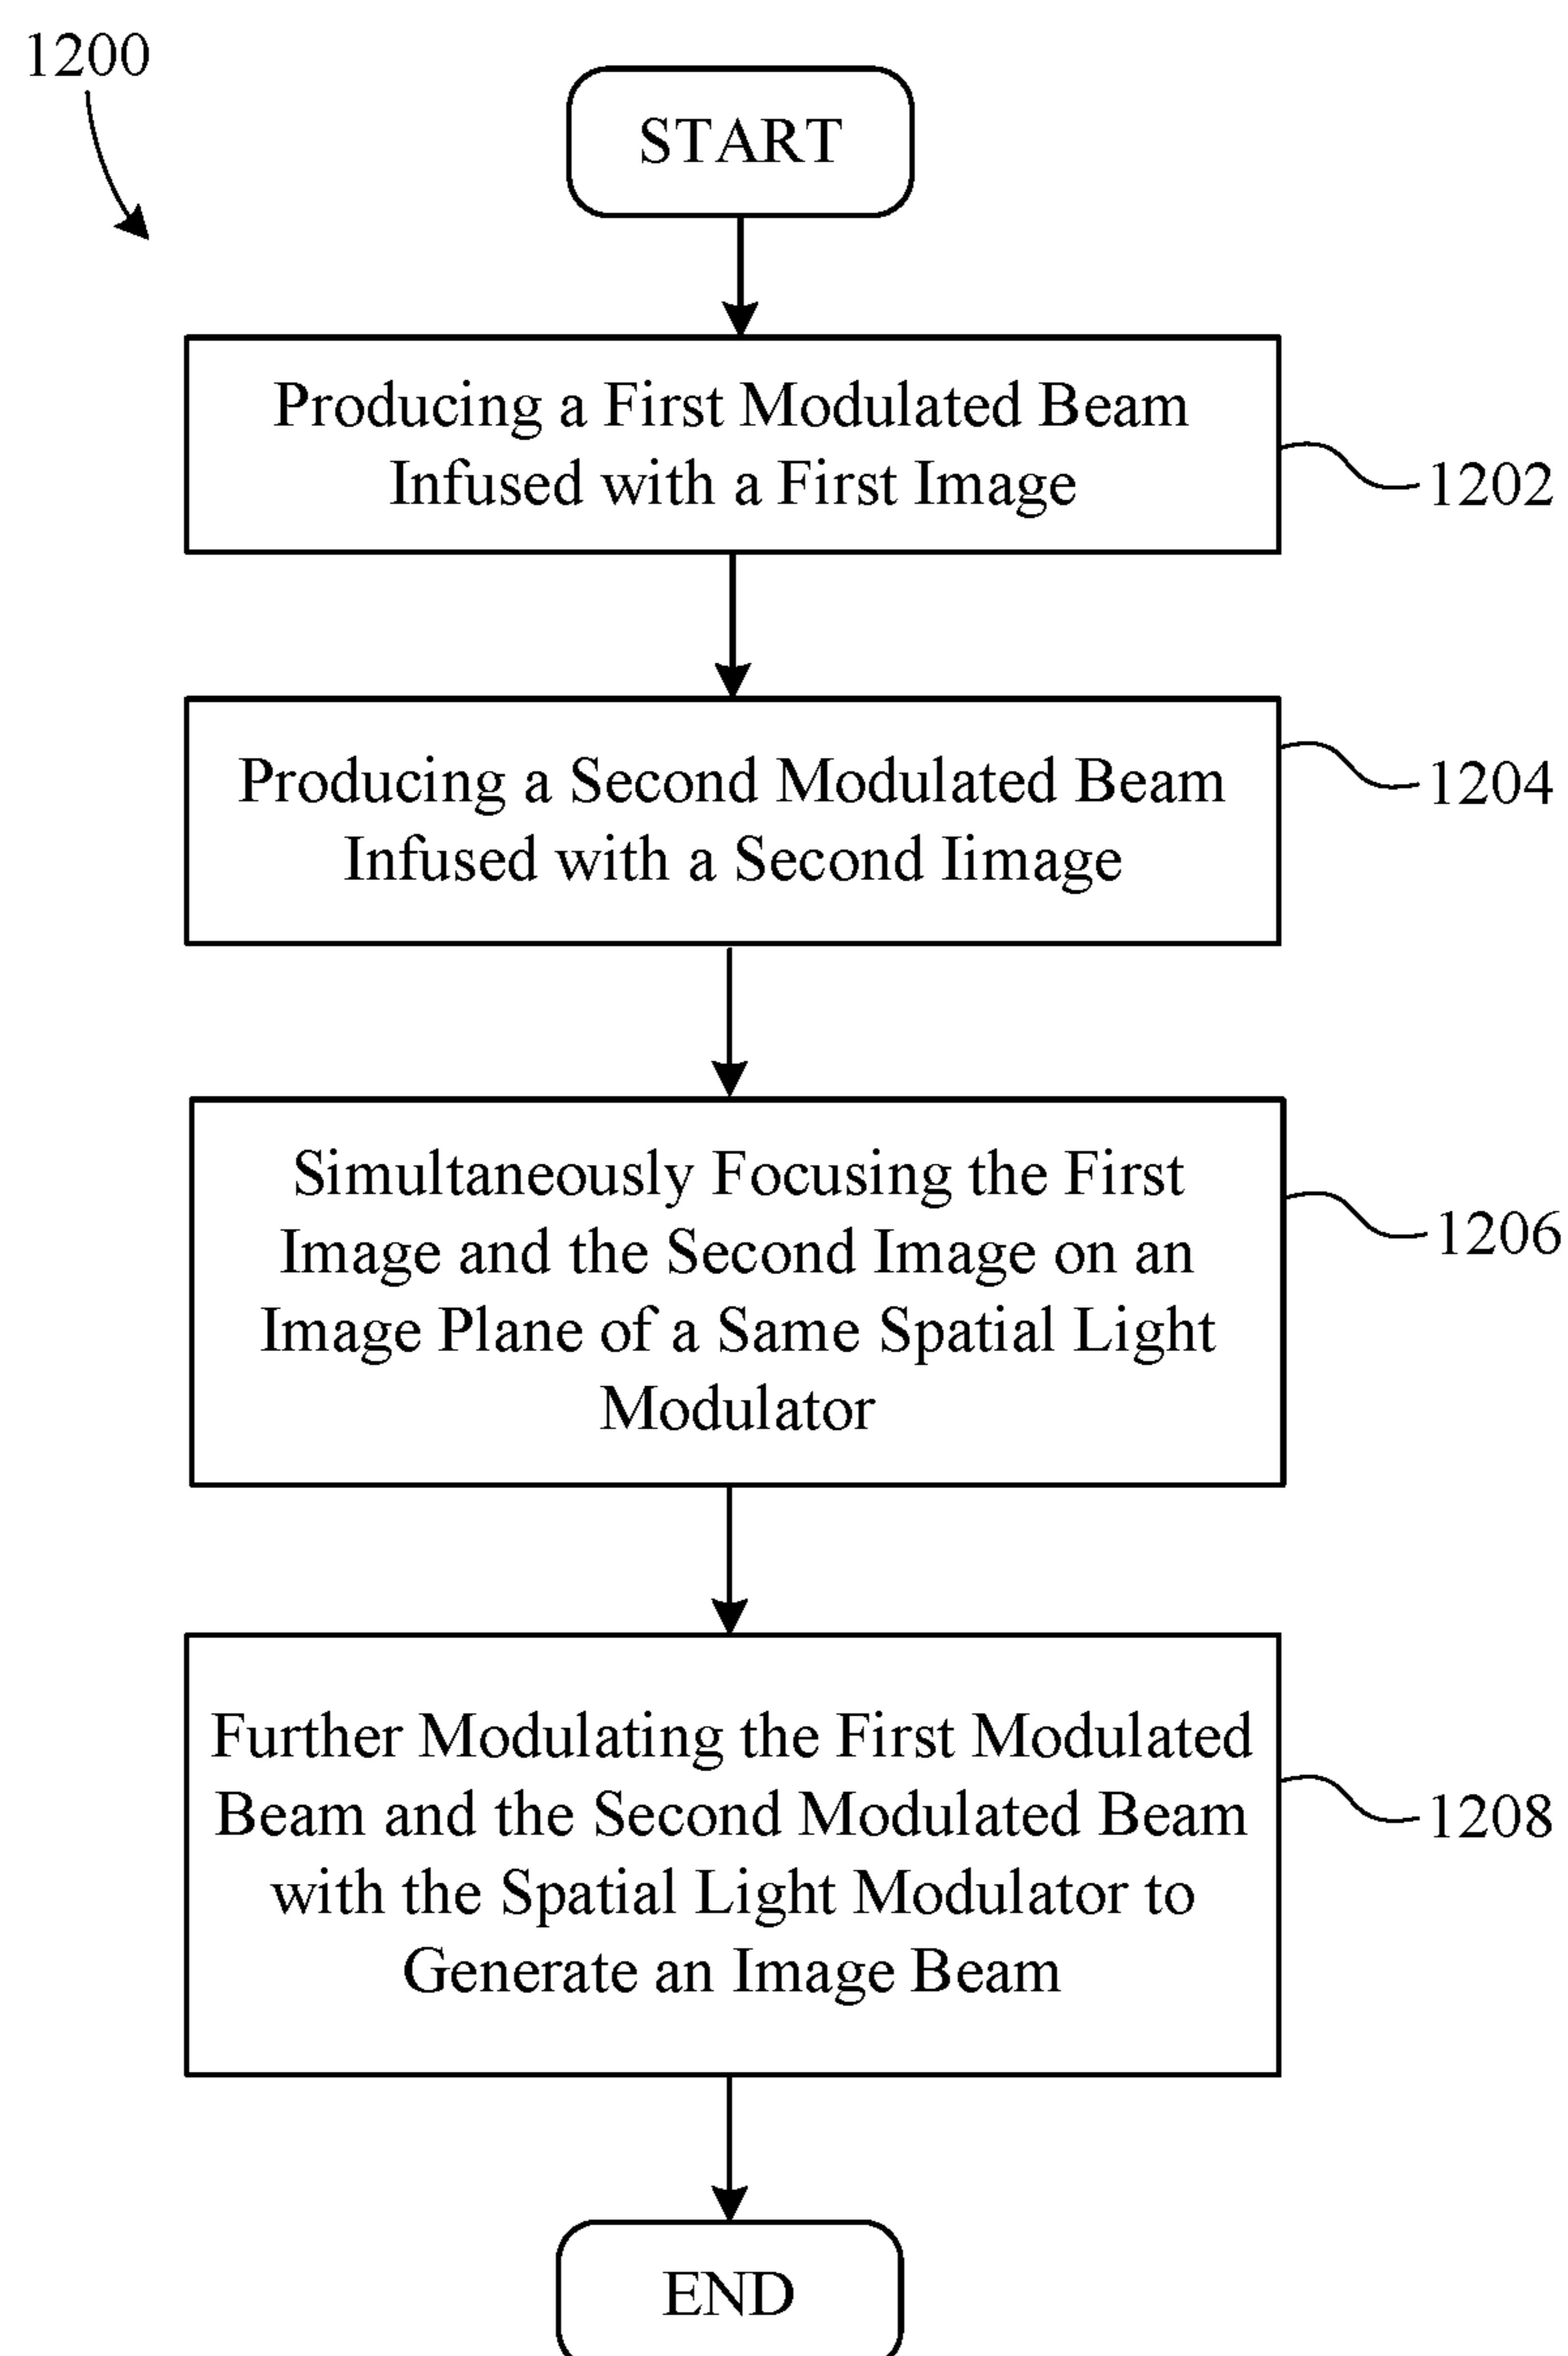 1200
START
Producing a First Modulated Beam
Infused with a First Image
1202
Producing a Second Modulated Beam
Infused with a Second Iimage
1204
Simultaneously Focusing the First
Image and the Second Image on an
Image Plane of a Same Spatial Light
Modulator
1206
Further Modulating the First Modulated
Beam and the Second Modulated Beam
with the Spatial Light Modulator to
Generate an Image Beam
1208
END